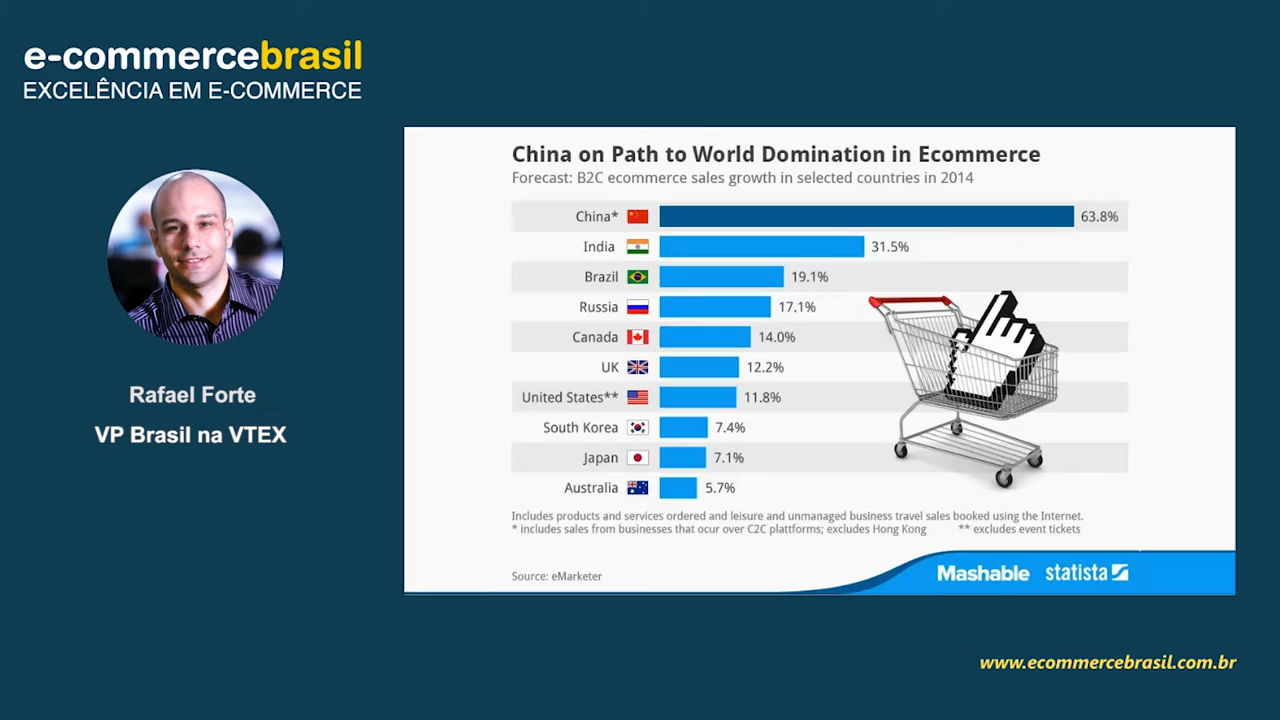 e-commercebrasil
EXCELÊNCIA EM E-COMMERCE
Rafael Forte
VP Brasil na VTEX
China on Path to World Domination in Ecommerce
Forecast: B2C ecommerce sales growth in selected countries in 2014
China* 63.8%
India 31.5%
Brazil 19.1%
Russia 17.1%
Canada 14.0%
UK 12.2%
United States** 11.8%
South Korea 7.4%
Japan 7.1%
Australia 5.7%
Includes products and services ordered and leisure and unmanaged business travel sales booked using the Internet.
* includes sales from businesses that ocur over C2C plattforms; excludes Hong Kong ** excludes event tickets
Source: eMarketer
Mashable statista
www.ecommercebrasil.com.br